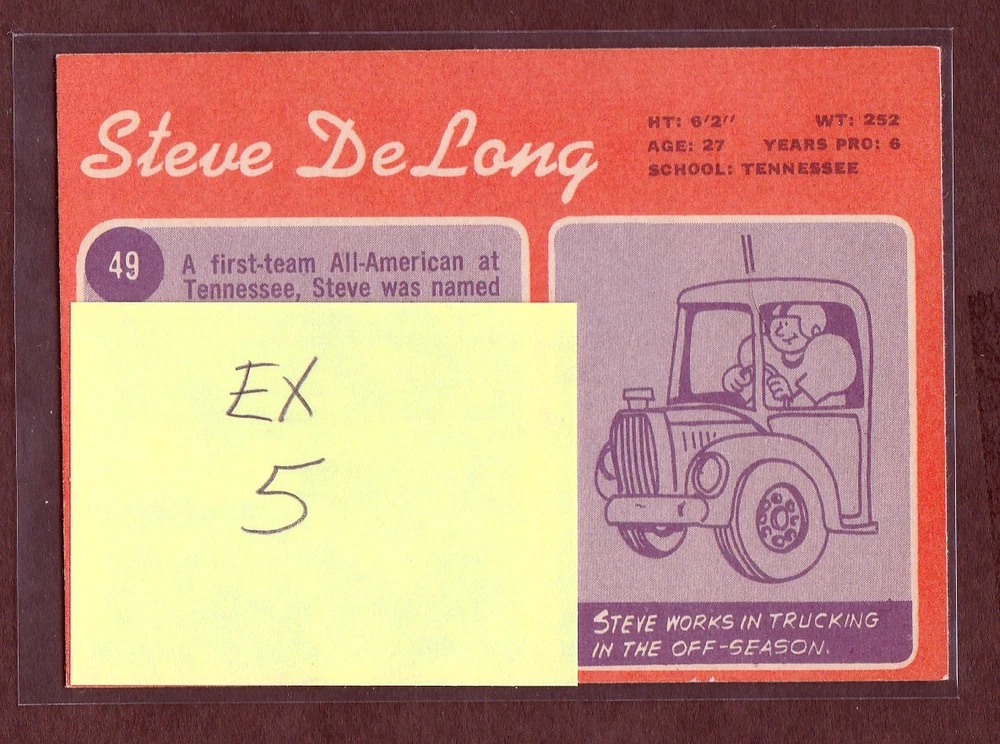 Steve DeLong
HT: 6'2" WT: 252
AGE: 27 YEARS PRO: 6
SCHOOL: TENNESSEE
49
A first-team All-American at
Tennessee, Steve was named
EX
5
STEVE WORKS IN TRUCKING
IN THE OFF-SEASON.